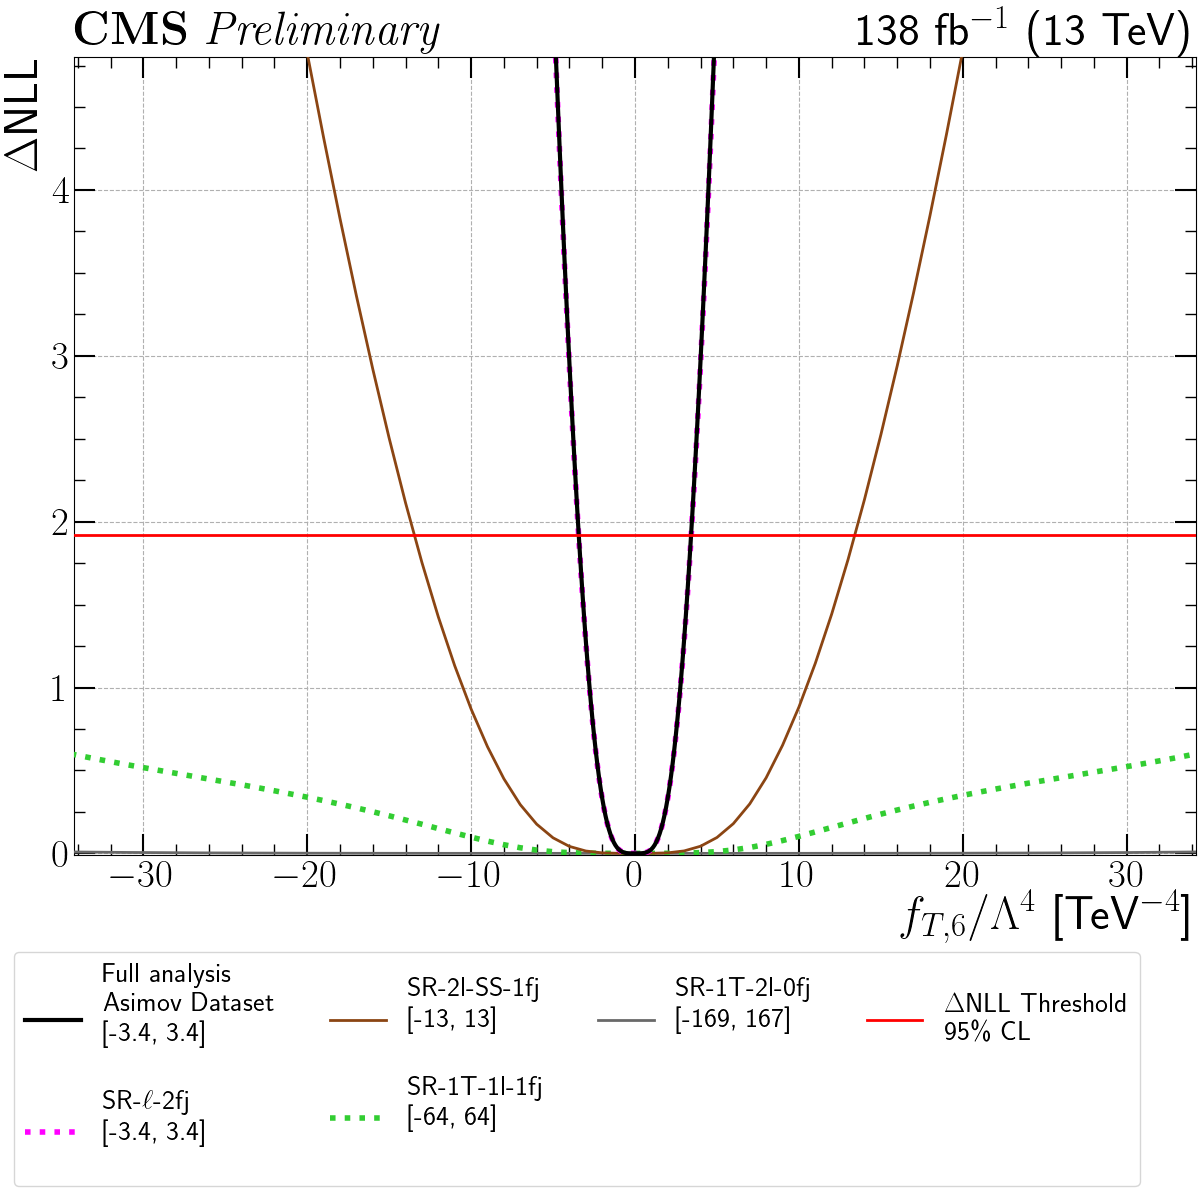 CMS Preliminary
138 fb⁻¹ (13 TeV)
ΔNLL
4
3
2
1
0
−30 −20 −10 0 10 20 30
f_{T,6}/Λ⁴ [TeV⁻⁴]
Full analysis
Asimov Dataset
[-3.4, 3.4]
SR-ℓ-2fj
[-3.4, 3.4]
SR-2l-SS-1fj
[-13, 13]
SR-1T-1l-1fj
[-64, 64]
SR-1T-2l-0fj
[-169, 167]
ΔNLL Threshold
95% CL